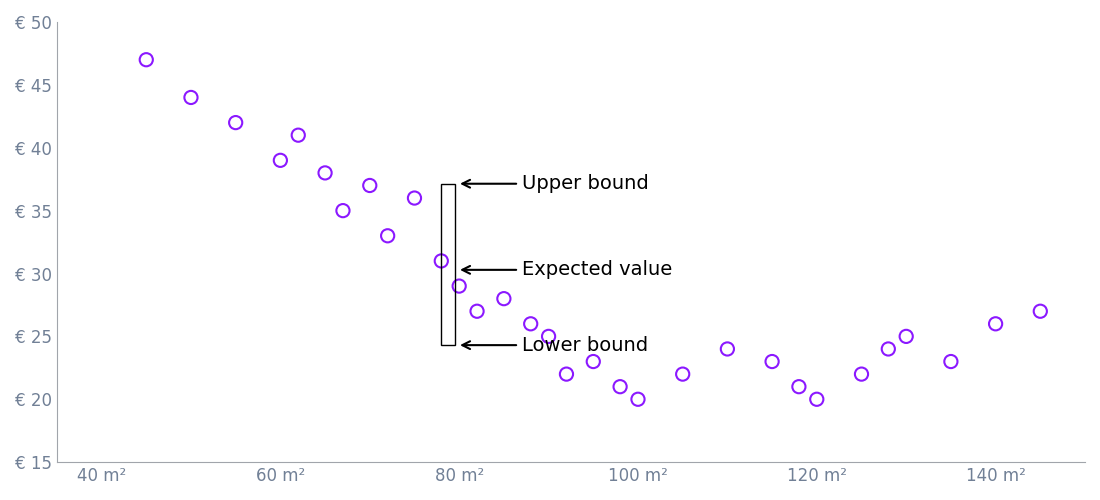 € 50
€ 45
€ 40
€ 35
€ 30
€ 25
€ 20
€ 15
Upper bound
Expected value
Lower bound
40 m² 60 m² 80 m² 100 m² 120 m² 140 m²